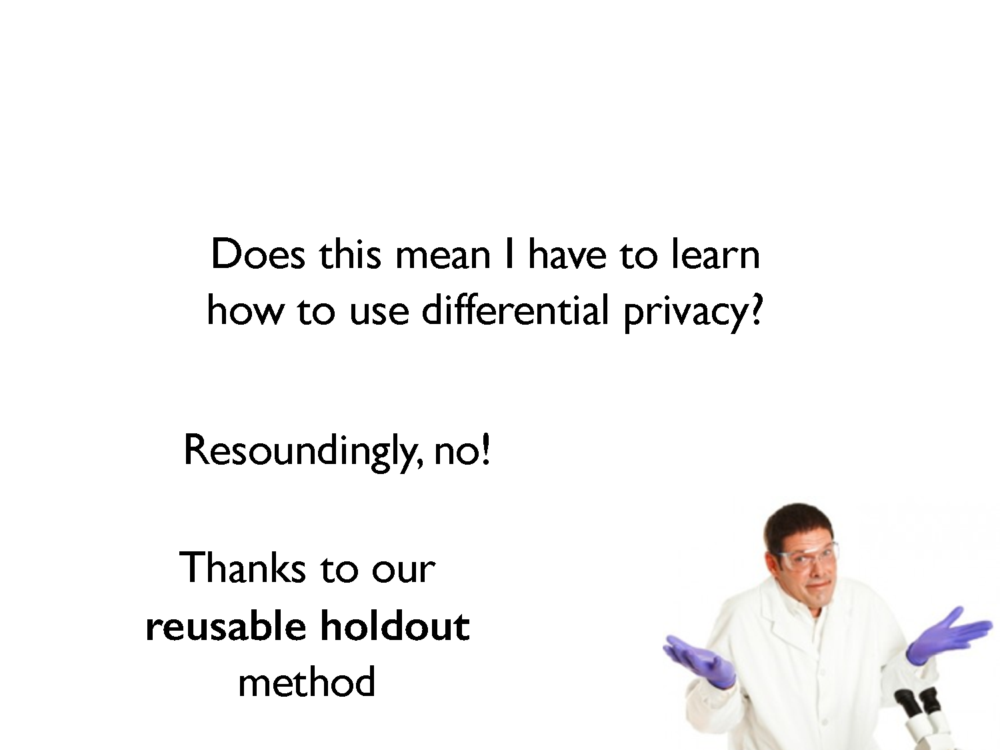 Does this mean I have to learn
how to use differential privacy?
Resoundingly, no!
Thanks to our
reusable holdout
method